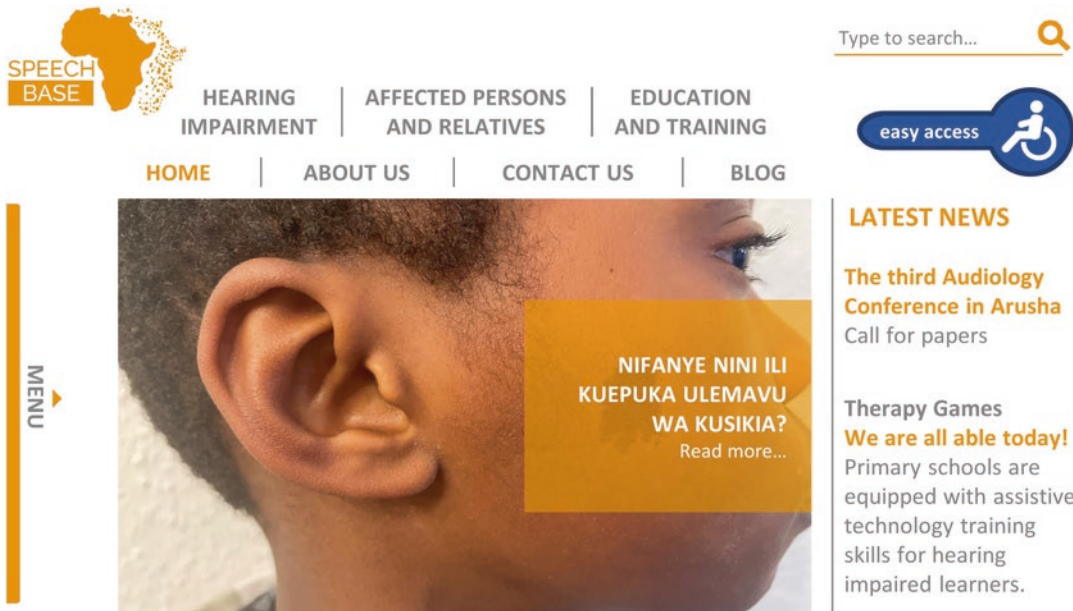 SPEECH
BASE
Type to search...
HEARING
IMPAIRMENT
AFFECTED PERSONS
AND RELATIVES
EDUCATION
AND TRAINING
easy access
HOME
ABOUT US
CONTACT US
BLOG
MENU
NIFANYE NINI ILI
KUEPUKA ULEMAVU
WA KUSIKIA?
Read more...
LATEST NEWS
The third Audiology
Conference in Arusha
Call for papers
Therapy Games
We are all able today!
Primary schools are
equipped with assistive
technology training
skills for hearing
impaired learners.